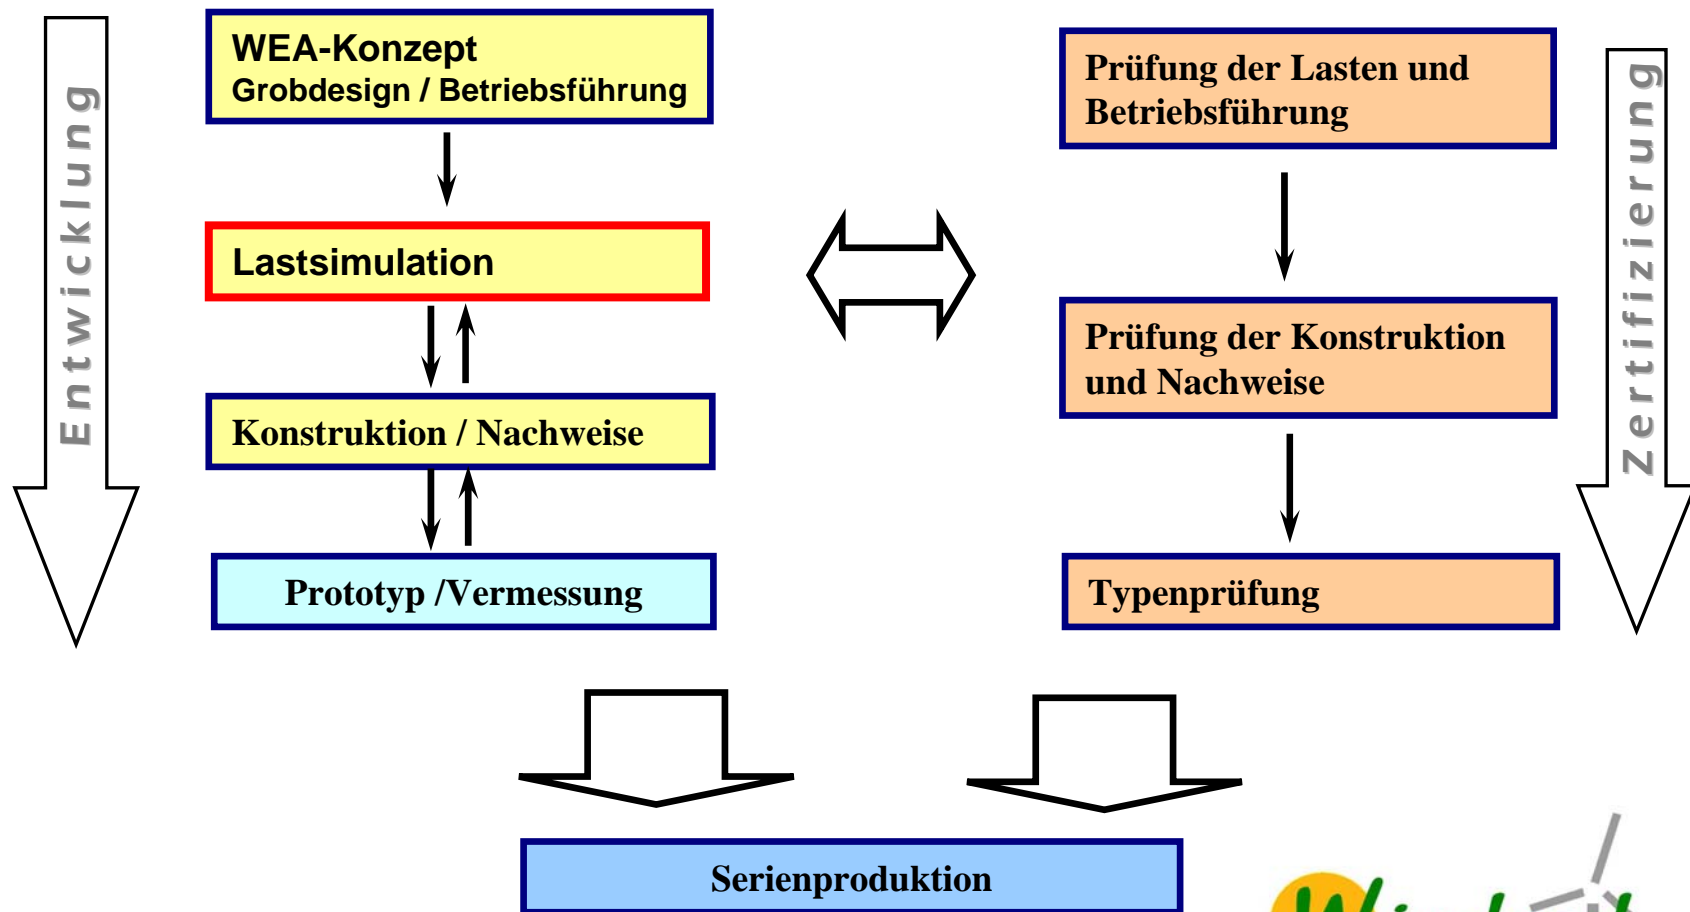 Entwicklung
WEA-Konzept
Grobdesign / Betriebsführung
Lastsimulation
Konstruktion / Nachweise
Prototyp /Vermessung
Prüfung der Lasten und
Betriebsführung
Prüfung der Konstruktion
und Nachweise
Typenprüfung
Zertifizierung
Serienproduktion